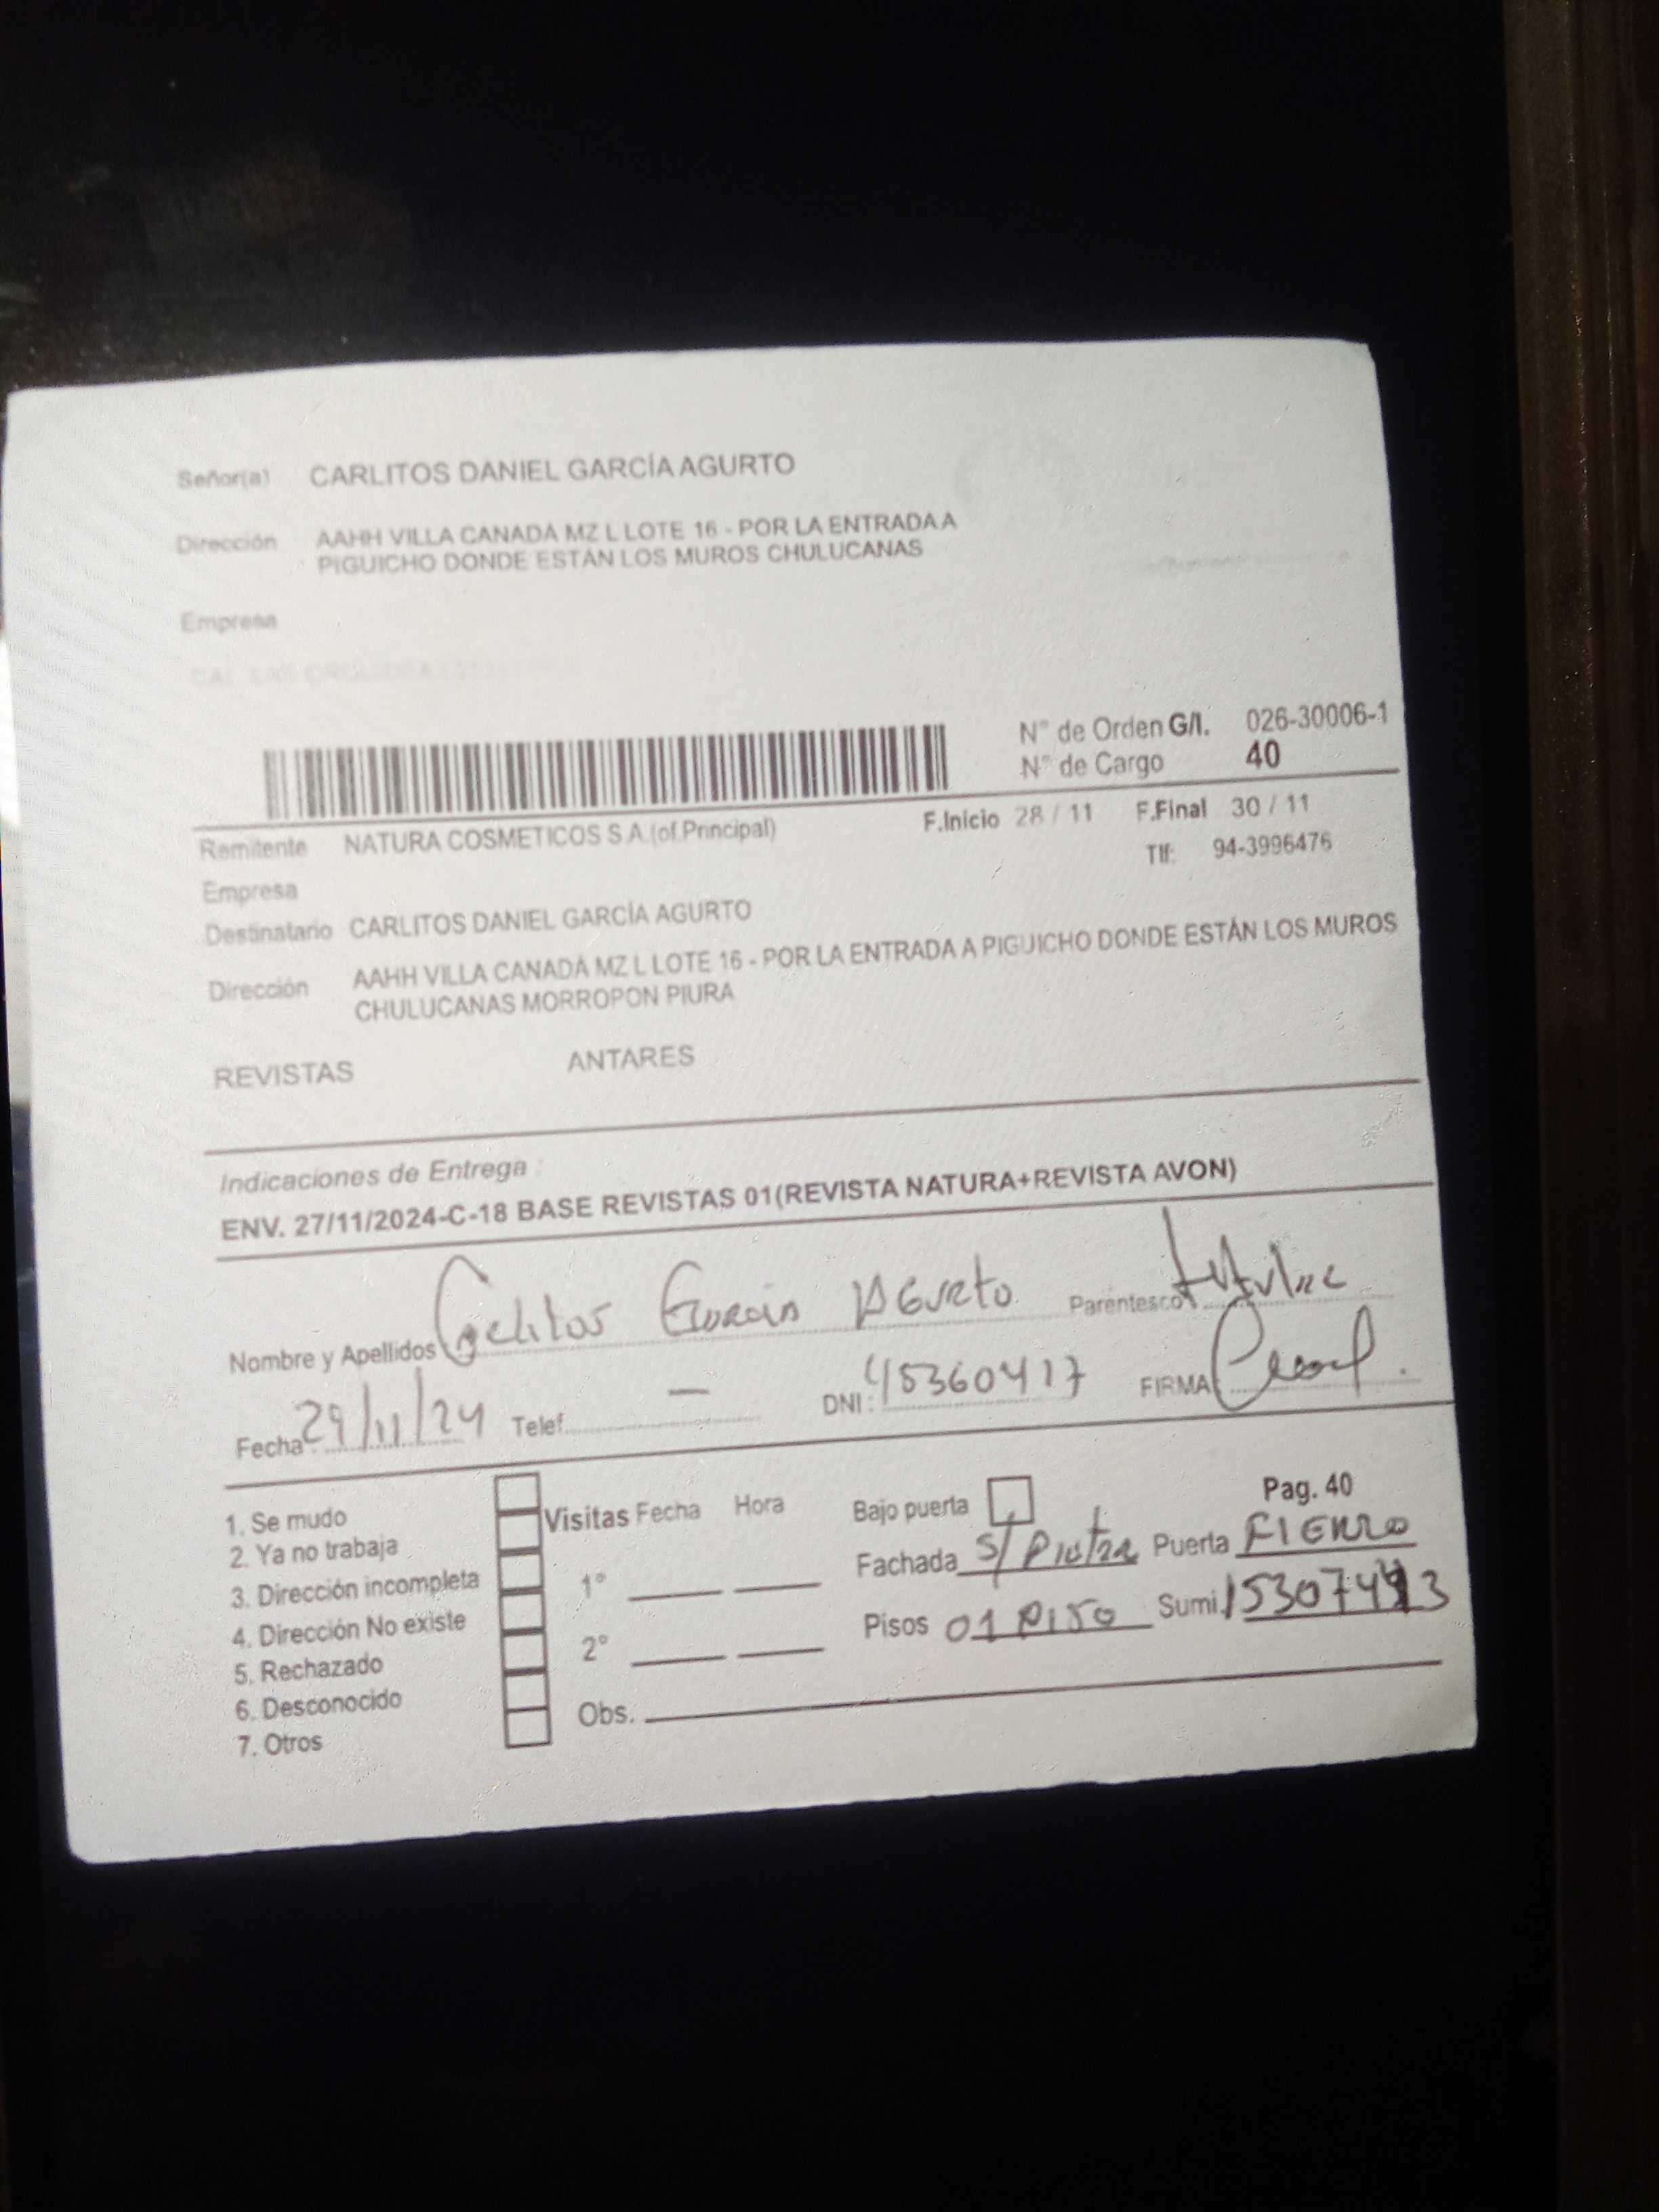 Señor(a) CARLITOS DANIEL GARCÍA AGURTO
Dirección AAHH VILLA CANADÁ MZ L LOTE 16 - POR LA ENTRADA A
PIGUICHO DONDE ESTÁN LOS MUROS CHULUCANAS
Empresa
N° de Orden G/I. 026-30006-1
N° de Cargo 40
Remitente NATURA COSMETICOS S.A.(of.Principal) F.Inicio 28 / 11 F.Final 30 / 11
Tlf: 94-3996476
Empresa
Destinatario CARLITOS DANIEL GARCÍA AGURTO
Dirección AAHH VILLA CANADÁ MZ L LOTE 16 - POR LA ENTRADA A PIGUICHO DONDE ESTÁN LOS MUROS
CHULUCANAS MORROPON PIURA
REVISTAS ANTARES
Indicaciones de Entrega :
ENV. 27/11/2024-C-18 BASE REVISTAS 01(REVISTA NATURA+REVISTA AVON)
Nombre y Apellidos Carlitos García Agurto Parentesco Titular
Fecha: 29/11/24 Telef. — DNI: 45360417 FIRMA
1. Se mudo
2. Ya no trabaja
3. Dirección incompleta
4. Dirección No existe
5. Rechazado
6. Desconocido
7. Otros
Visitas Fecha Hora
1°
2°
Obs.
Bajo puerta Pag. 40
Fachada S/ Pintar Puerta FIERRO
Pisos 01 PISO Sumi.